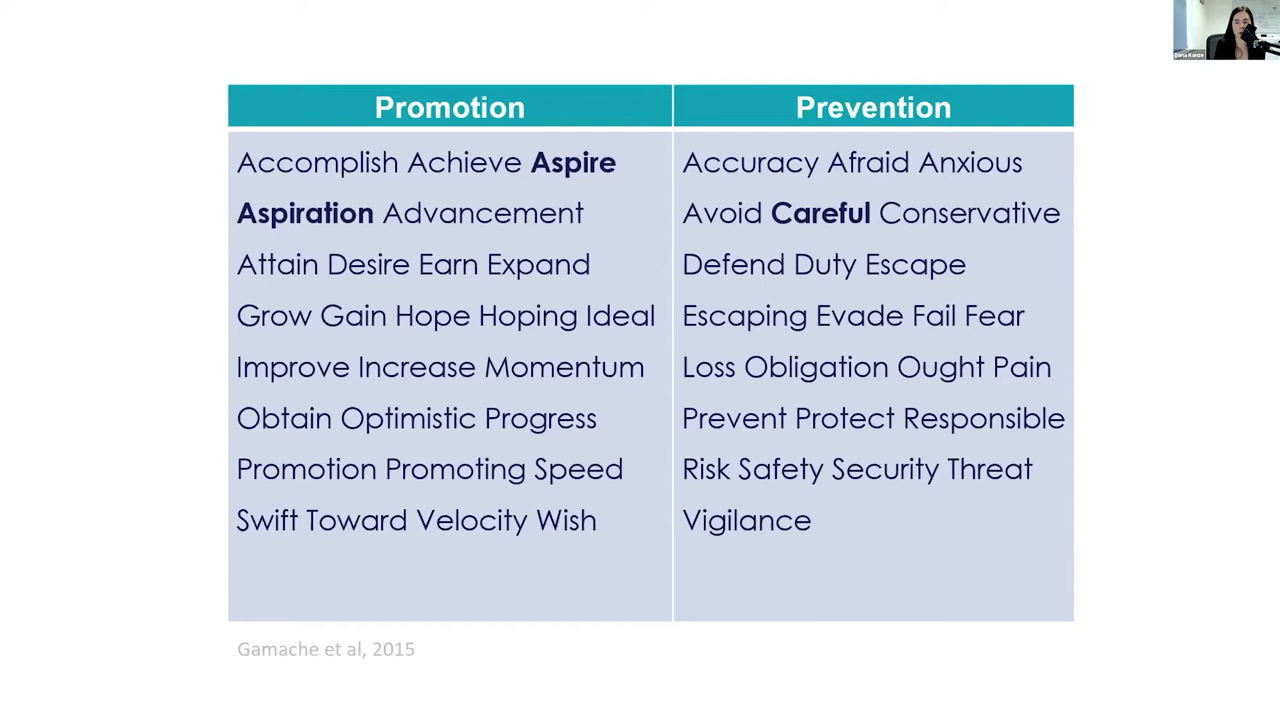 Dana Kanze
Promotion
Prevention
Accomplish Achieve Aspire
Aspiration Advancement
Attain Desire Earn Expand
Grow Gain Hope Hoping Ideal
Improve Increase Momentum
Obtain Optimistic Progress
Promotion Promoting Speed
Swift Toward Velocity Wish
Accuracy Afraid Anxious
Avoid Careful Conservative
Defend Duty Escape
Escaping Evade Fail Fear
Loss Obligation Ought Pain
Prevent Protect Responsible
Risk Safety Security Threat
Vigilance
Gamache et al, 2015